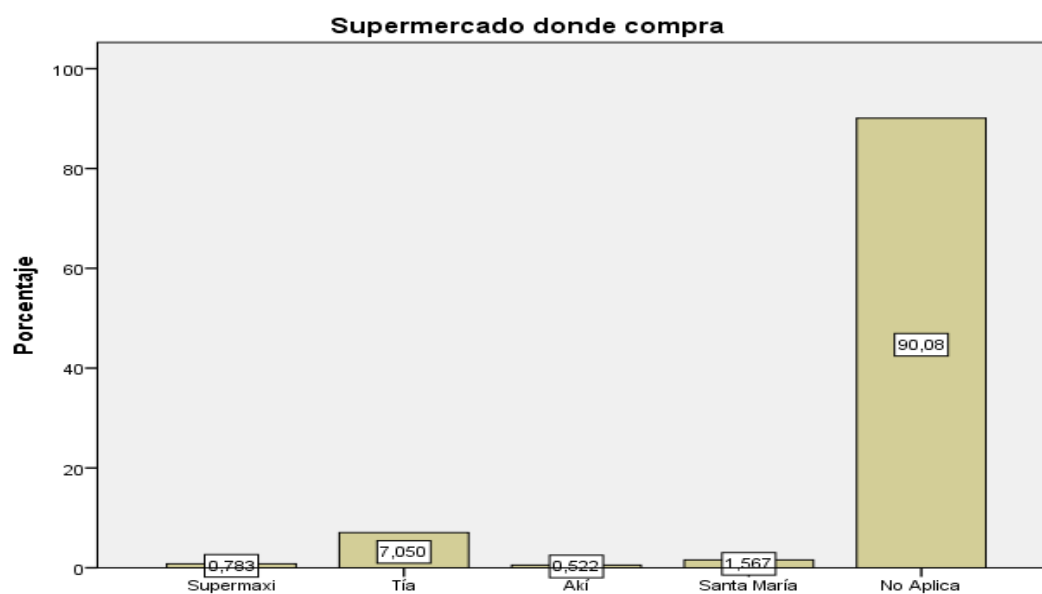 Supermercado donde compra
Porcentaje
100
80
60
40
20
0
0,783
7,050
0,522
1,567
90,08
Supermaxi
Tía
Akí
Santa María
No Aplica